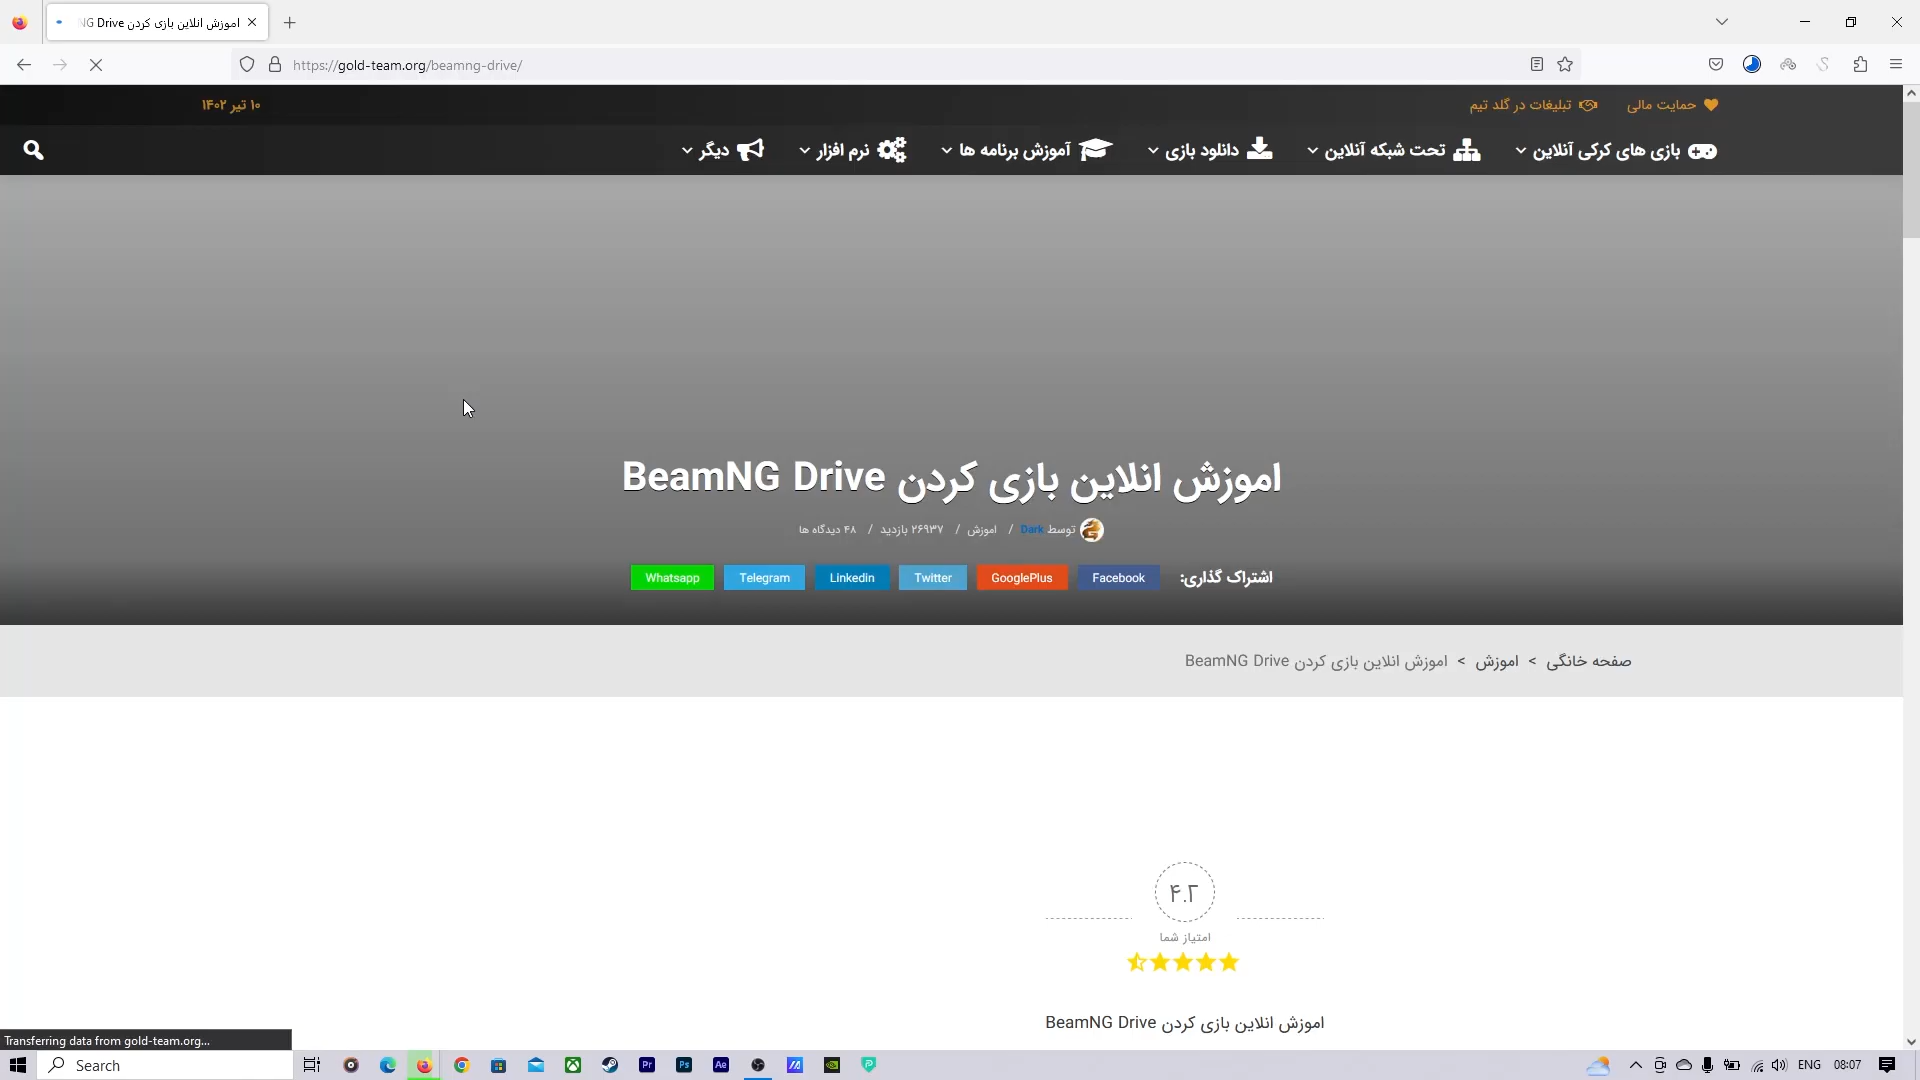 اموزش انلاین بازی کردن NG Drive
https://gold-team.org/beamng-drive/
حمایت مالی
تبلیغات در گلد تیم
۱۰ تیر ۱۴۰۲
بازی های کرکی آنلاین
تحت شبکه آنلاین
دانلود بازی
آموزش برنامه ها
نرم افزار
دیگر
اموزش انلاین بازی کردن BeamNG Drive
توسط Dark / اموزش / ۲۶۹۳۷ بازدید / ۴۸ دیدگاه ها
اشتراک گذاری:
Facebook
GooglePlus
Twitter
Linkedin
Telegram
Whatsapp
صفحه خانگی > اموزش > اموزش انلاین بازی کردن BeamNG Drive
۴.۲
امتیاز شما
اموزش انلاین بازی کردن BeamNG Drive
Transferring data from gold-team.org...
Search
Pr
Ps
Ae
ENG
08:07